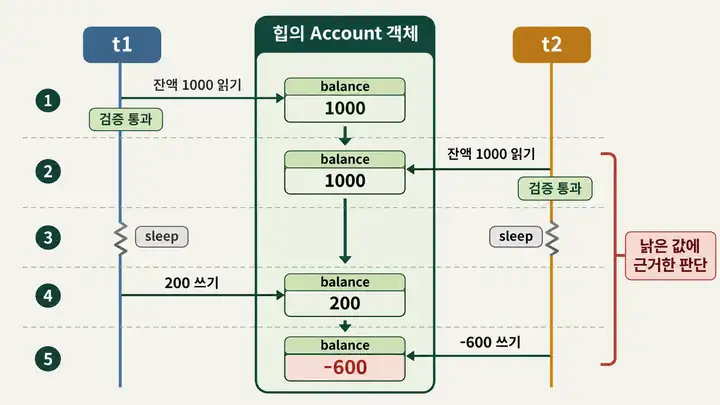 힙의 Account 객체
t1
t2
1
잔액 1000 읽기
balance
1000
검증 통과
2
balance
1000
잔액 1000 읽기
검증 통과
3
sleep
sleep
낡은 값에
근거한 판단
4
200 쓰기
balance
200
5
balance
-600
-600 쓰기